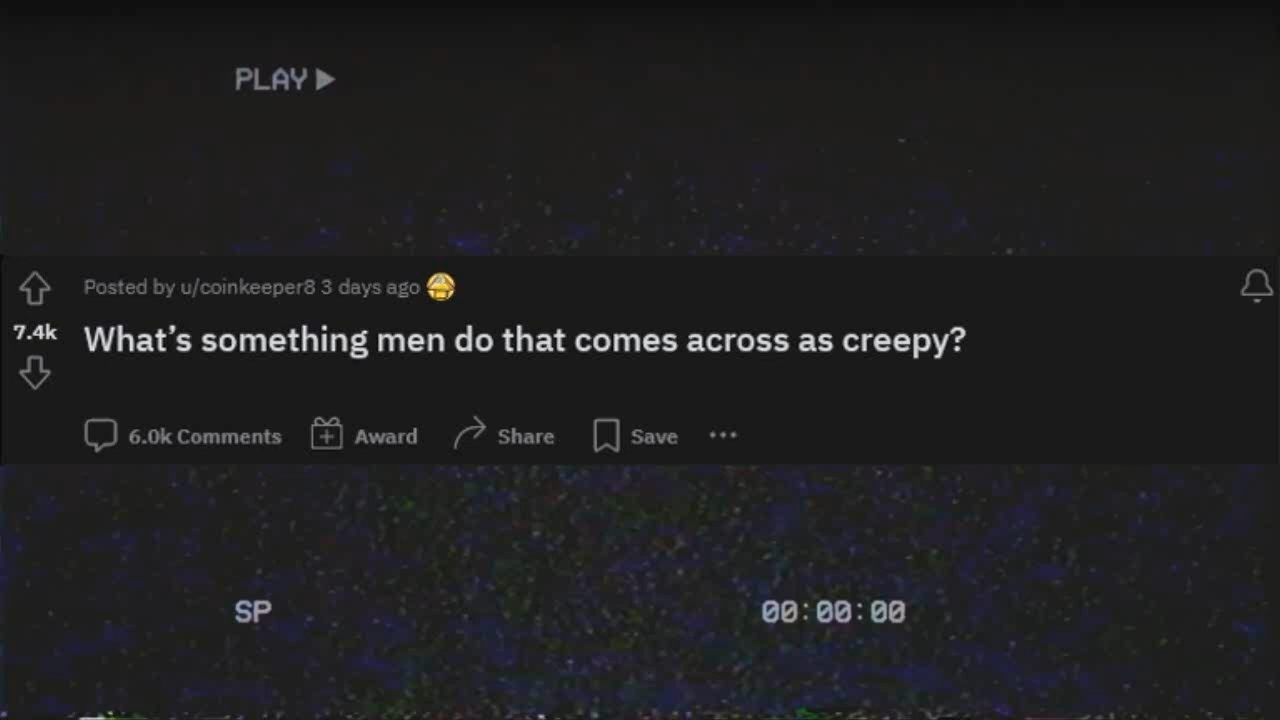 PLAY
Posted by u/coinkeeper8 3 days ago
7.4k
What's something men do that comes across as creepy?
6.0k Comments Award Share Save ···
SP 00:00:00